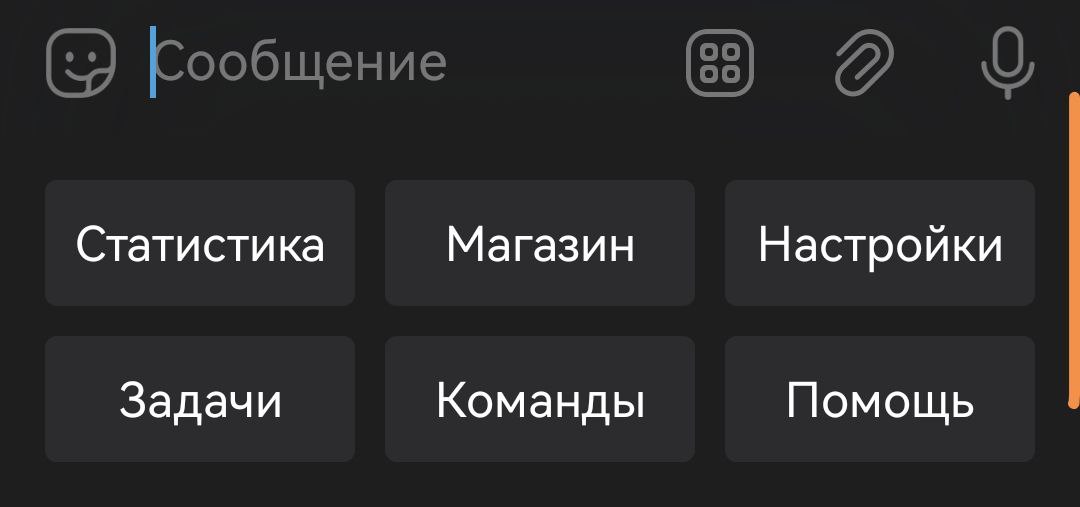 Сообщение
Статистика Магазин Настройки
Задачи Команды Помощь